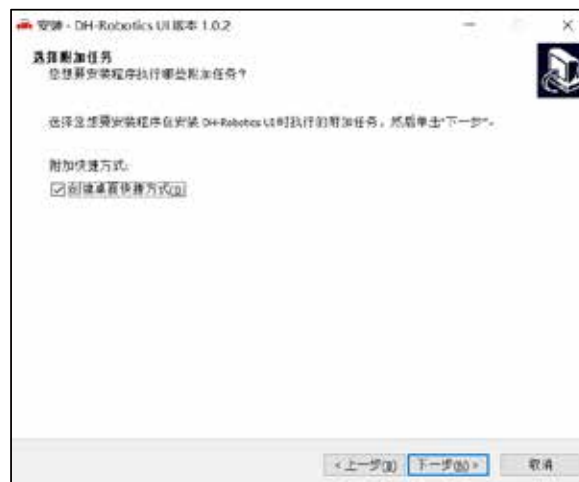 安装 - DH-Robotics UI 版本 1.0.2
选择附加任务
您想要安装程序执行哪些附加任务？
选择您想要安装程序在安装 DH-Robotics UI 时执行的附加任务，然后单击“下一步”。
附加快捷方式:
创建桌面快捷方式(D)
< 上一步(B) 下一步(N) > 取消